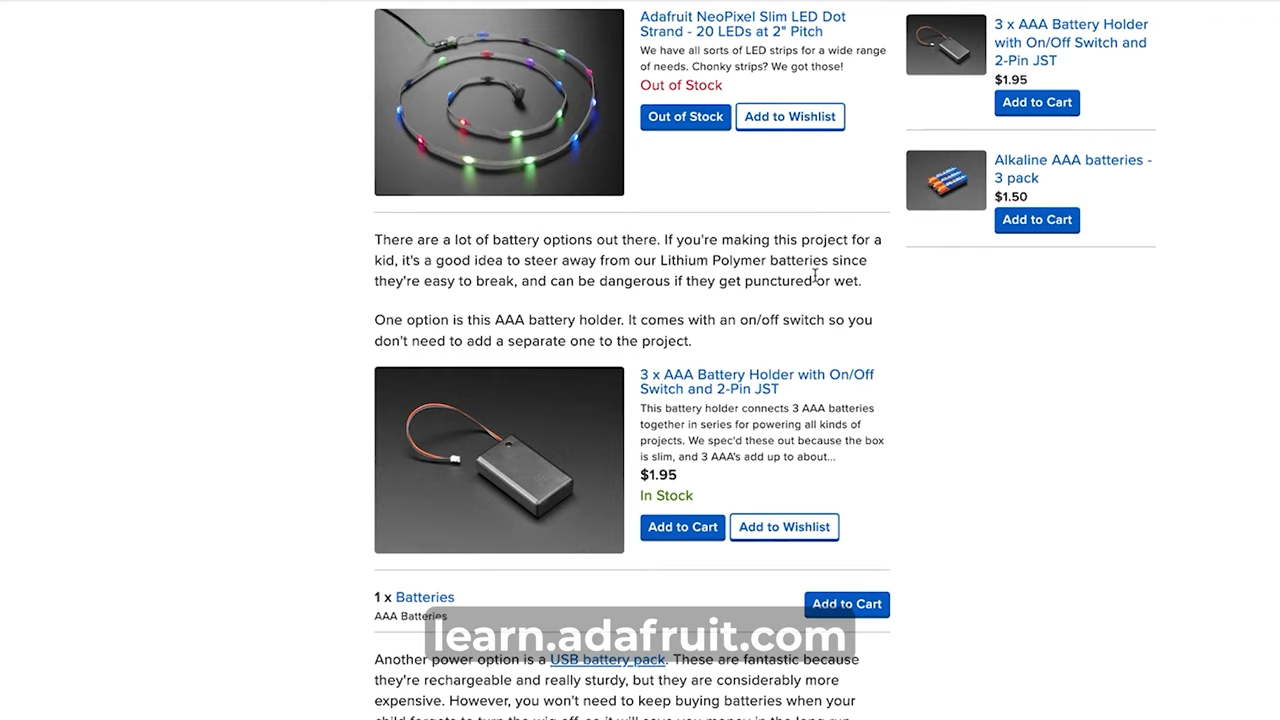 Adafruit NeoPixel Slim LED Dot
Strand - 20 LEDs at 2" Pitch
We have all sorts of LED strips for a wide range
of needs. Chonky strips? We got those!
Out of Stock
Out of Stock
Add to Wishlist
There are a lot of battery options out there. If you're making this project for a
kid, it's a good idea to steer away from our Lithium Polymer batteries since
they're easy to break, and can be dangerous if they get punctured or wet.
One option is this AAA battery holder. It comes with an on/off switch so you
don't need to add a separate one to the project.
3 x AAA Battery Holder with On/Off
Switch and 2-Pin JST
This battery holder connects 3 AAA batteries
together in series for powering all kinds of
projects. We spec'd these out because the box
is slim, and 3 AAA's add up to about...
$1.95
In Stock
Add to Cart
Add to Wishlist
1 x Batteries
AAA Batteries
Add to Cart
learn.adafruit.com
Another power option is a USB battery pack. These are fantastic because
they're rechargeable and really sturdy, but they are considerably more
expensive. However, you won't need to keep buying batteries when your
child forgets to turn the wig off, so it will save you money in the long run.
3 x AAA Battery Holder
with On/Off Switch and
2-Pin JST
$1.95
Add to Cart
Alkaline AAA batteries -
3 pack
$1.50
Add to Cart